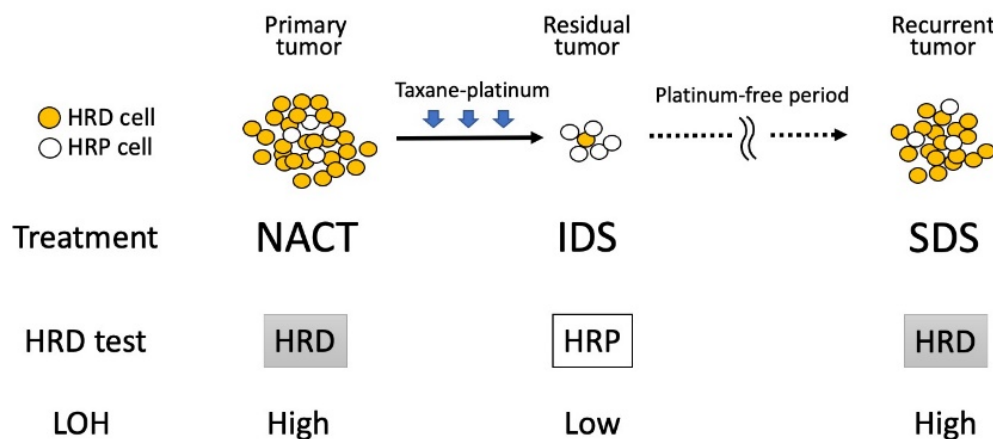 Primary
tumor
Residual
tumor
Recurrent
tumor
HRD cell
HRP cell
Taxane-platinum
Platinum-free period
Treatment NACT IDS SDS
HRD test HRD HRP HRD
LOH High Low High